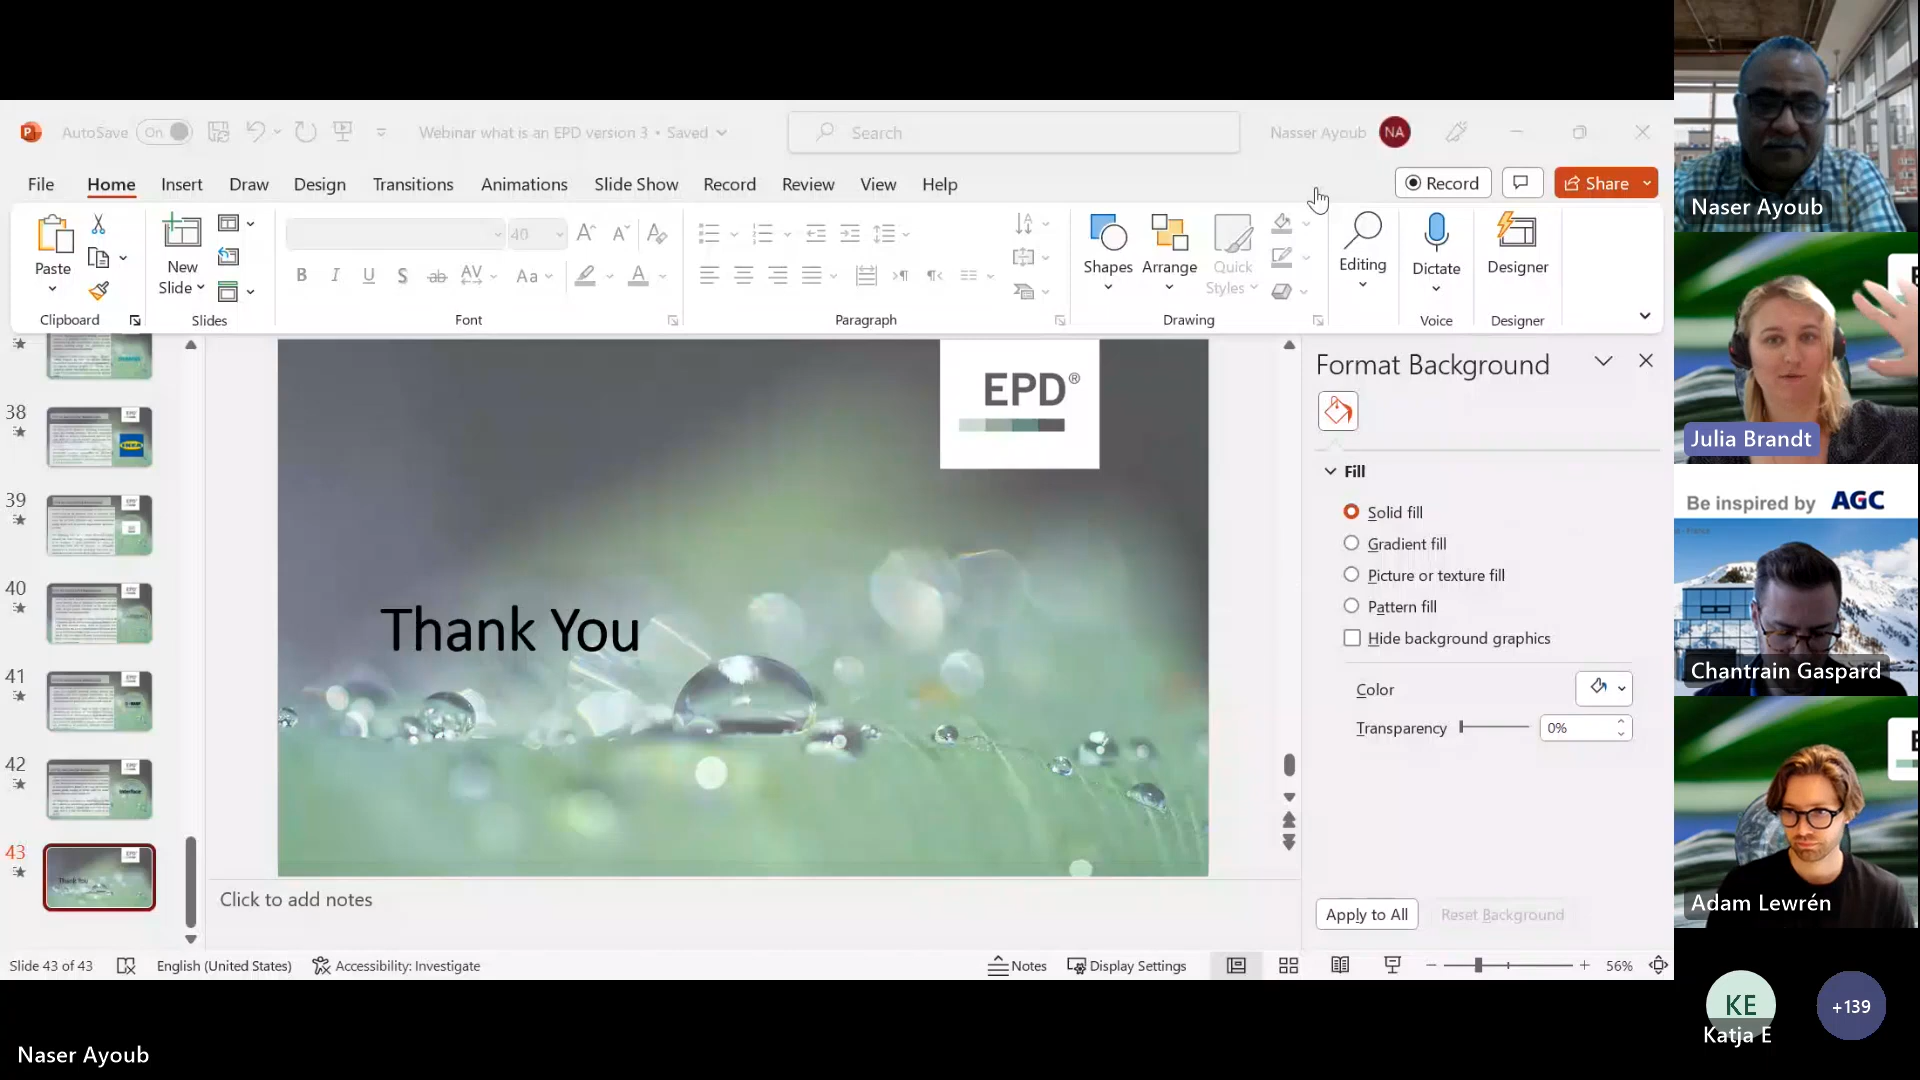 AutoSave On
Webinar what is an EPD version 3 • Saved
Search
Nasser Ayoub NA
File Home Insert Draw Design Transitions Animations Slide Show Record Review View Help
Record
Share
Paste
New Slide
40
Shapes
Arrange
Quick Styles
Editing
Dictate
Designer
Clipboard
Slides
Font
Paragraph
Drawing
Voice
Designer
38
IKEA
39
40
41
42
Interface
43
Thank You
EPD®
Thank You
Click to add notes
Format Background
Fill
Solid fill
Gradient fill
Picture or texture fill
Pattern fill
Hide background graphics
Color
Transparency 0%
Apply to All Reset Background
Slide 43 of 43 English (United States) Accessibility: Investigate Notes Display Settings 56%
Naser Ayoub
Naser Ayoub
Julia Brandt
Be inspired by AGC
Chantrain Gaspard
Adam Lewrén
KE
Katja E
+139